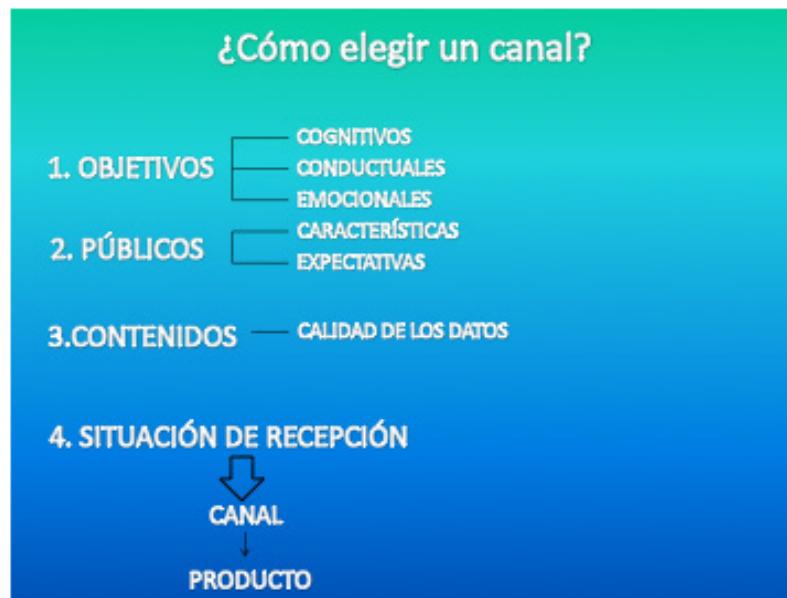 ¿Cómo elegir un canal?
1. OBJETIVOS
COGNITIVOS
CONDUCTUALES
EMOCIONALES
2. PÚBLICOS
CARACTERÍSTICAS
EXPECTATIVAS
3.CONTENIDOS
CALIDAD DE LOS DATOS
4. SITUACIÓN DE RECEPCIÓN
CANAL
PRODUCTO